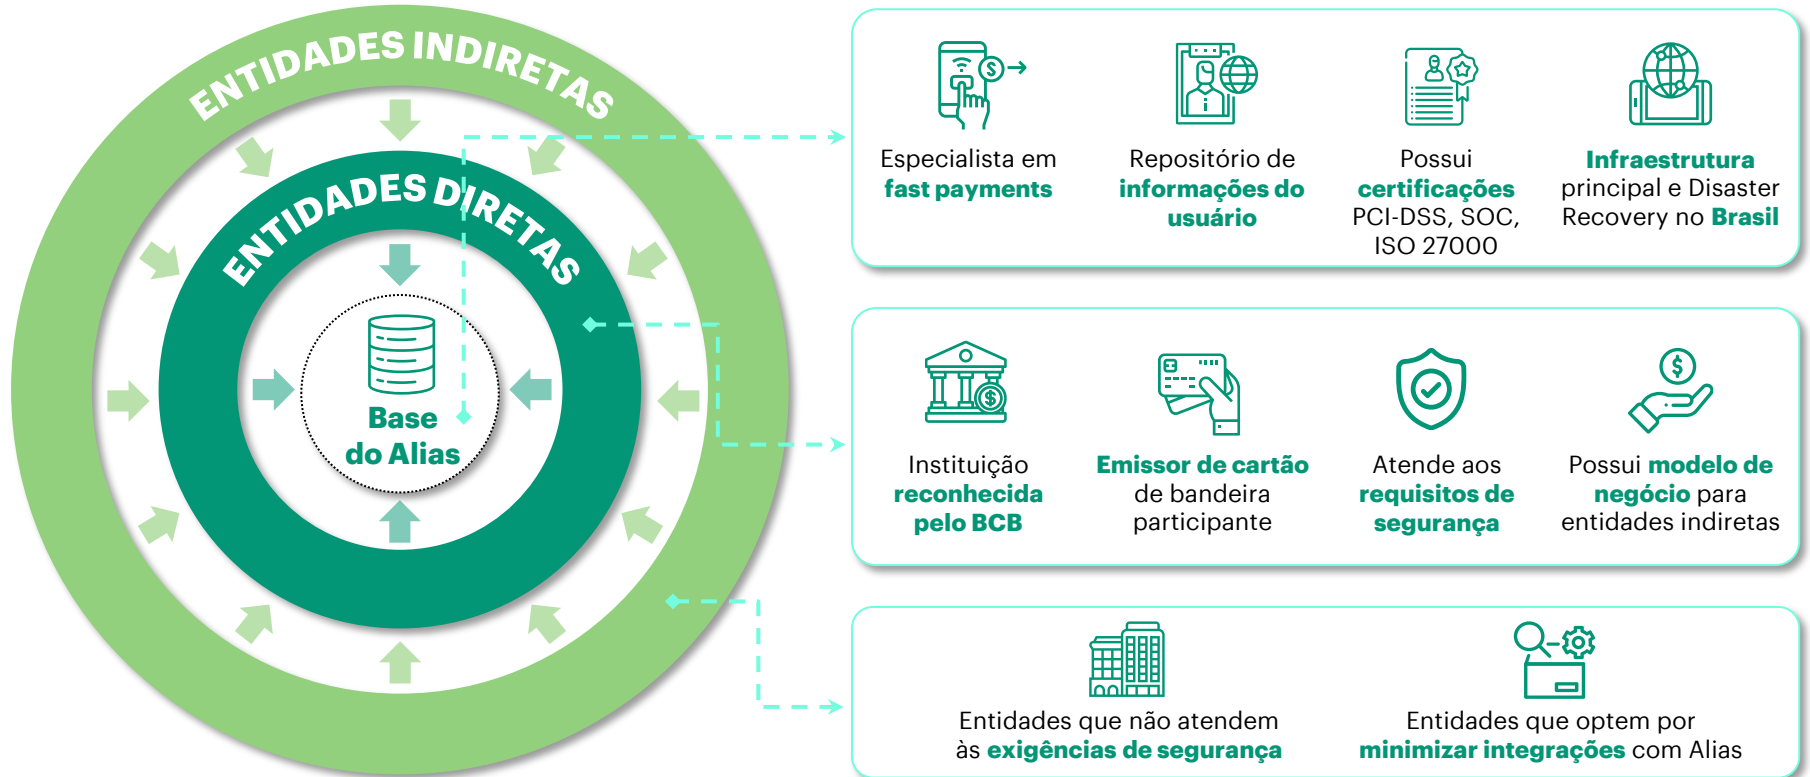 ENTIDADES INDIRETAS
ENTIDADES DIRETAS
Base
do Alias
Especialista em
fast payments
Repositório de
informações do
usuário
Possui
certificações
PCI-DSS, SOC,
ISO 27000
Infraestrutura
principal e Disaster
Recovery no Brasil
Instituição
reconhecida
pelo BCB
Emissor de cartão
de bandeira
participante
Atende aos
requisitos de
segurança
Possui modelo de
negócio para
entidades indiretas
Entidades que não atendem
às exigências de segurança
Entidades que optem por
minimizar integrações com Alias